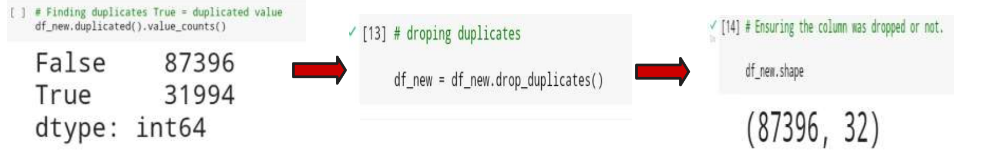 [ ] # Finding duplicates True = duplicated value
df_new.duplicated().value_counts()
False 87396
True 31994
dtype: int64
[13] # droping duplicates
df_new = df_new.drop_duplicates()
[14] # Ensuring the column was dropped or not.
df_new.shape
(87396, 32)